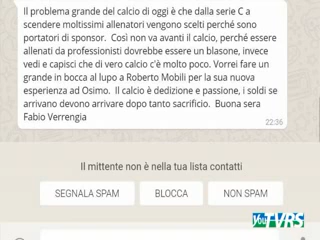 Il problema grande del calcio di oggi è che dalla serie C a
scendere moltissimi allenatori vengono scelti perché sono
portatori di sponsor.  Così non va avanti il calcio, perché essere
allenati da professionisti dovrebbe essere un blasone, invece
vedi e capisci che di vero calcio c'è molto poco. Vorrei fare un
grande in bocca al lupo a Roberto Mobili per la sua nuova
esperienza ad Osimo.  Il calcio è dedizione e passione, i soldi se
arrivano devono arrivare dopo tanto sacrificio.  Buona sera
Fabio Verrengia
22:36
Il mittente non è nella tua lista contatti
SEGNALA SPAM BLOCCA NON SPAM
YouTVRS